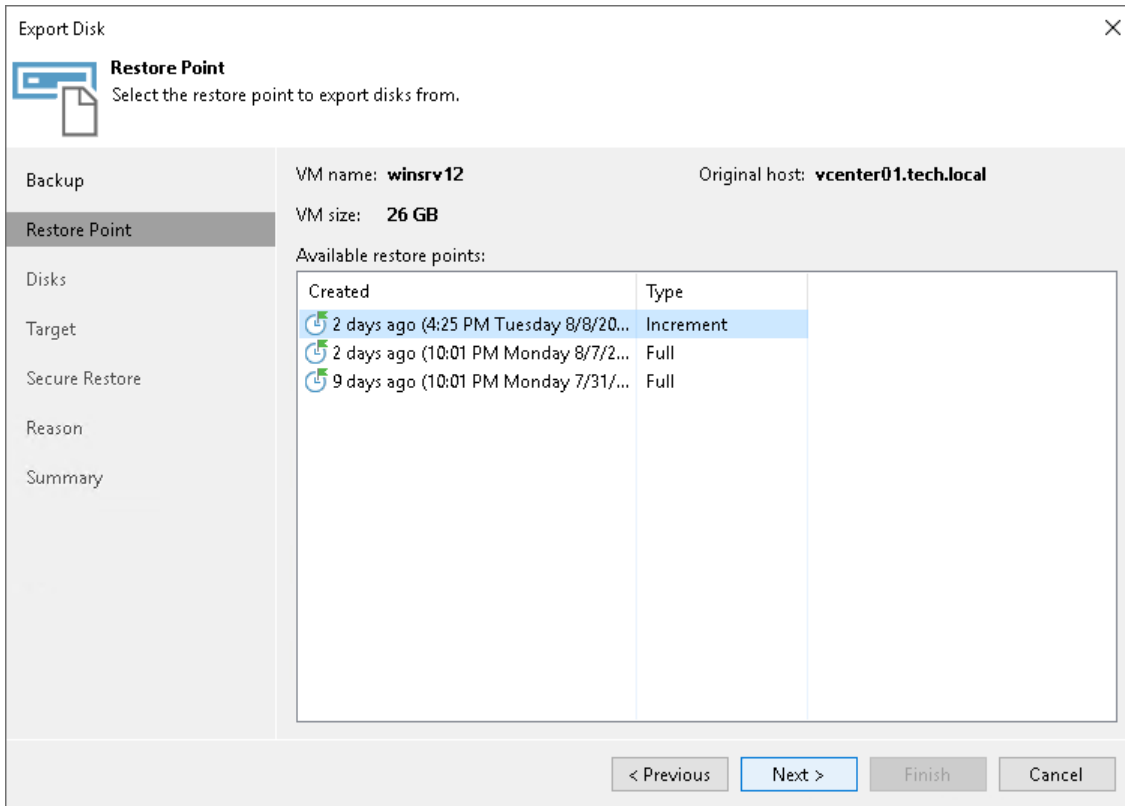 Export Disk
Restore Point
Select the restore point to export disks from.
Backup
Restore Point
Disks
Target
Secure Restore
Reason
Summary
VM name: winsrv12 Original host: vcenter01.tech.local
VM size: 26 GB
Available restore points:
Created Type
2 days ago (4:25 PM Tuesday 8/8/20... Increment
2 days ago (10:01 PM Monday 8/7/2... Full
9 days ago (10:01 PM Monday 7/31/... Full
< Previous Next > Finish Cancel